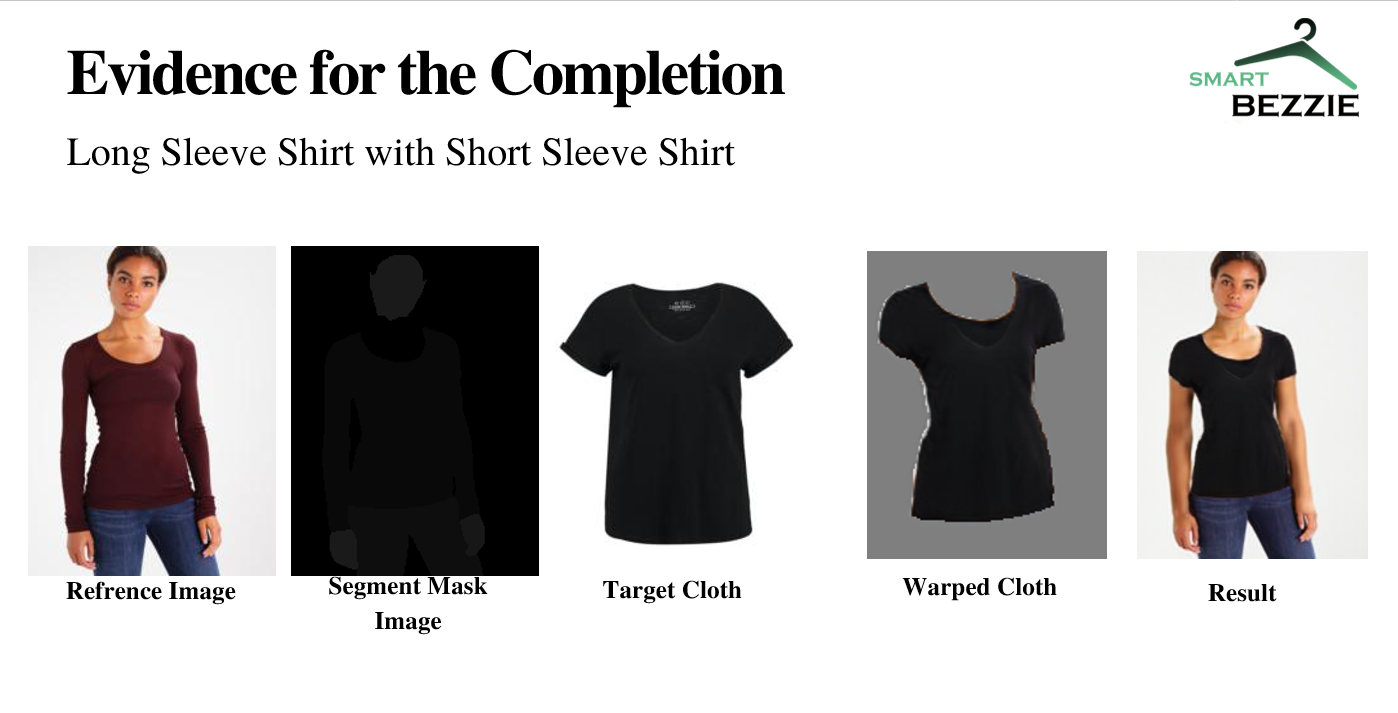 Evidence for the Completion
SMART
BEZZIE
Long Sleeve Shirt with Short Sleeve Shirt
Refrence Image
Segment Mask
Image
Target Cloth
Warped Cloth
Result